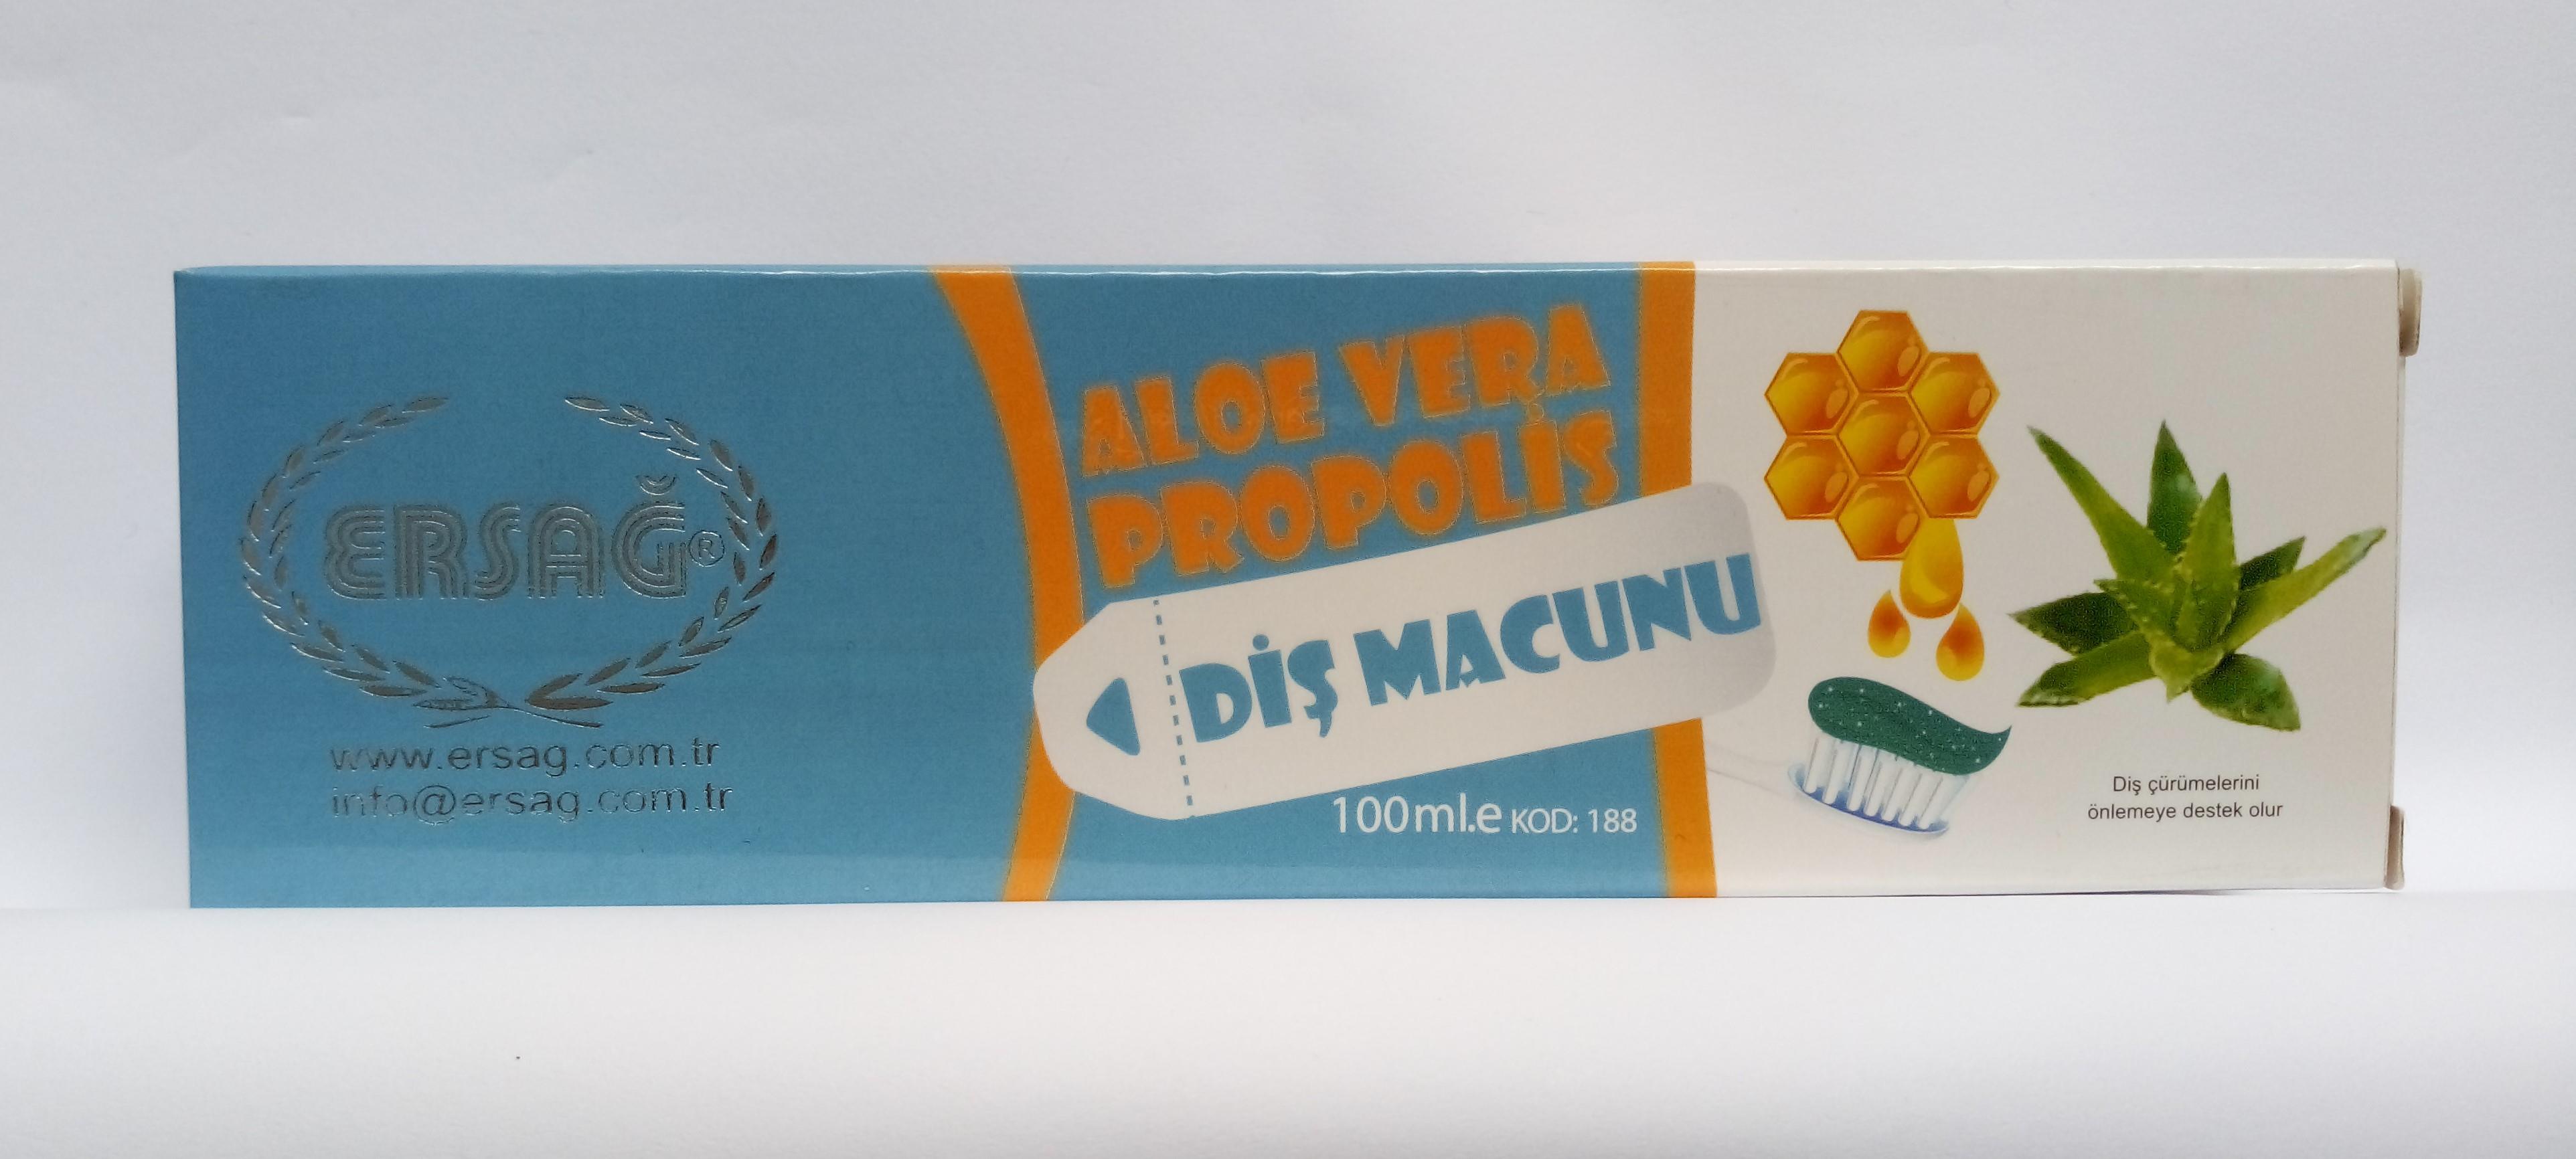 ERSAĞ®
www.ersag.com.tr
info@ersag.com.tr
ALOE VERA
PROPOLİS
DİŞ MACUNU
100ml.e KOD: 188
Diş çürümelerini
önlemeye destek olur